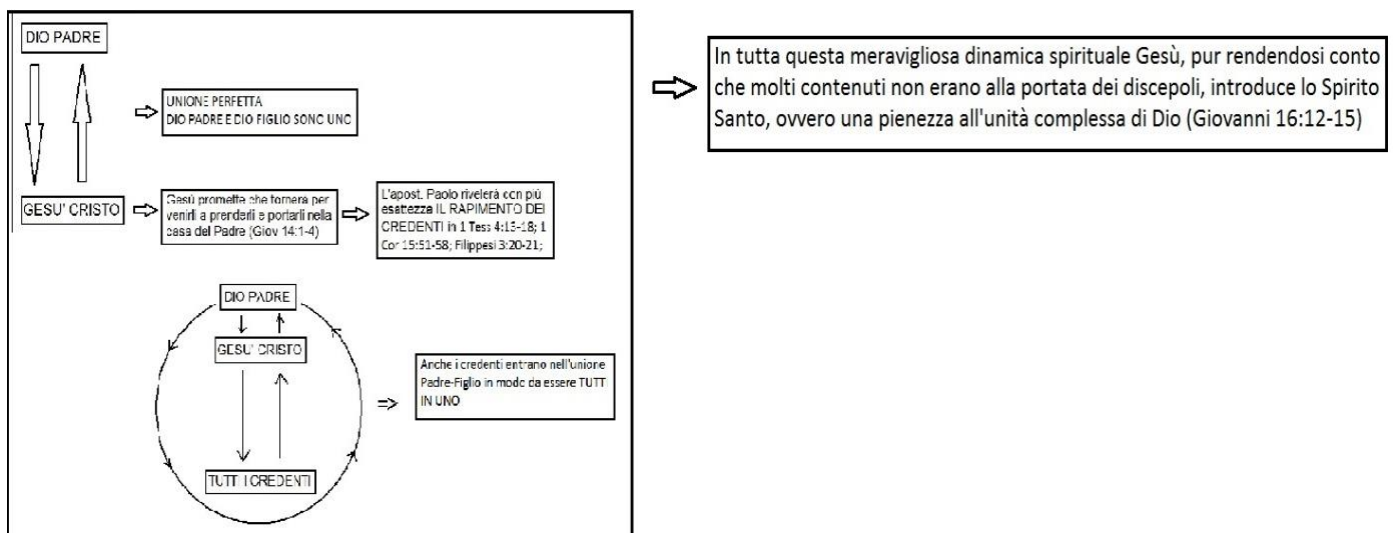 DIO PADRE
UNIONE PERFETTA
DIO PADRE E DIO FIGLIO SONO UNO
GESU' CRISTO
Gesù promette che tornerà per
venirli a prenderli e portarli nella
casa del Padre (Giov 14:1-4)
L'apost. Paolo rivelerà con più
esattezza IL RAPIMENTO DEI
CREDENTI in 1 Tess 4:13-18; 1
Cor 15:51-58; Filippesi 3:20-21;
DIO PADRE
GESU' CRISTO
TUTTI I CREDENTI
Anche i credenti entrano nell'unione
Padre-Figlio in modo da essere TUTTI
IN UNO
In tutta questa meravigliosa dinamica spirituale Gesù, pur rendendosi conto
che molti contenuti non erano alla portata dei discepoli, introduce lo Spirito
Santo, ovvero una pienezza all'unità complessa di Dio (Giovanni 16:12-15)